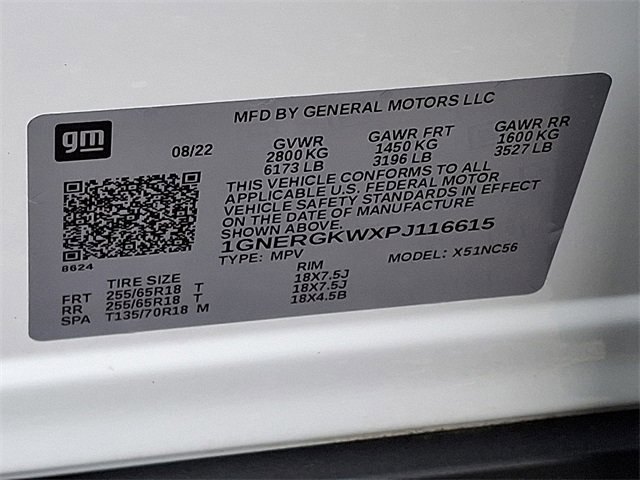 MFD BY GENERAL MOTORS LLC
gm
08/22
GVWR
2800 KG
6173 LB
GAWR FRT
1450 KG
3196 LB
GAWR RR
1600 KG
3527 LB
THIS VEHICLE CONFORMS TO ALL
APPLICABLE U.S. FEDERAL MOTOR
VEHICLE SAFETY STANDARDS IN EFFECT
ON THE DATE OF MANUFACTURE
SHOWN ABOVE.
1GNERGKWXPJ116615
TYPE: MPV MODEL: X51NC56
8624
TIRE SIZE RIM
FRT 255/65R18 T 18X7.5J
RR 255/65R18 T 18X7.5J
SPA T135/70R18 M 18X4.5B